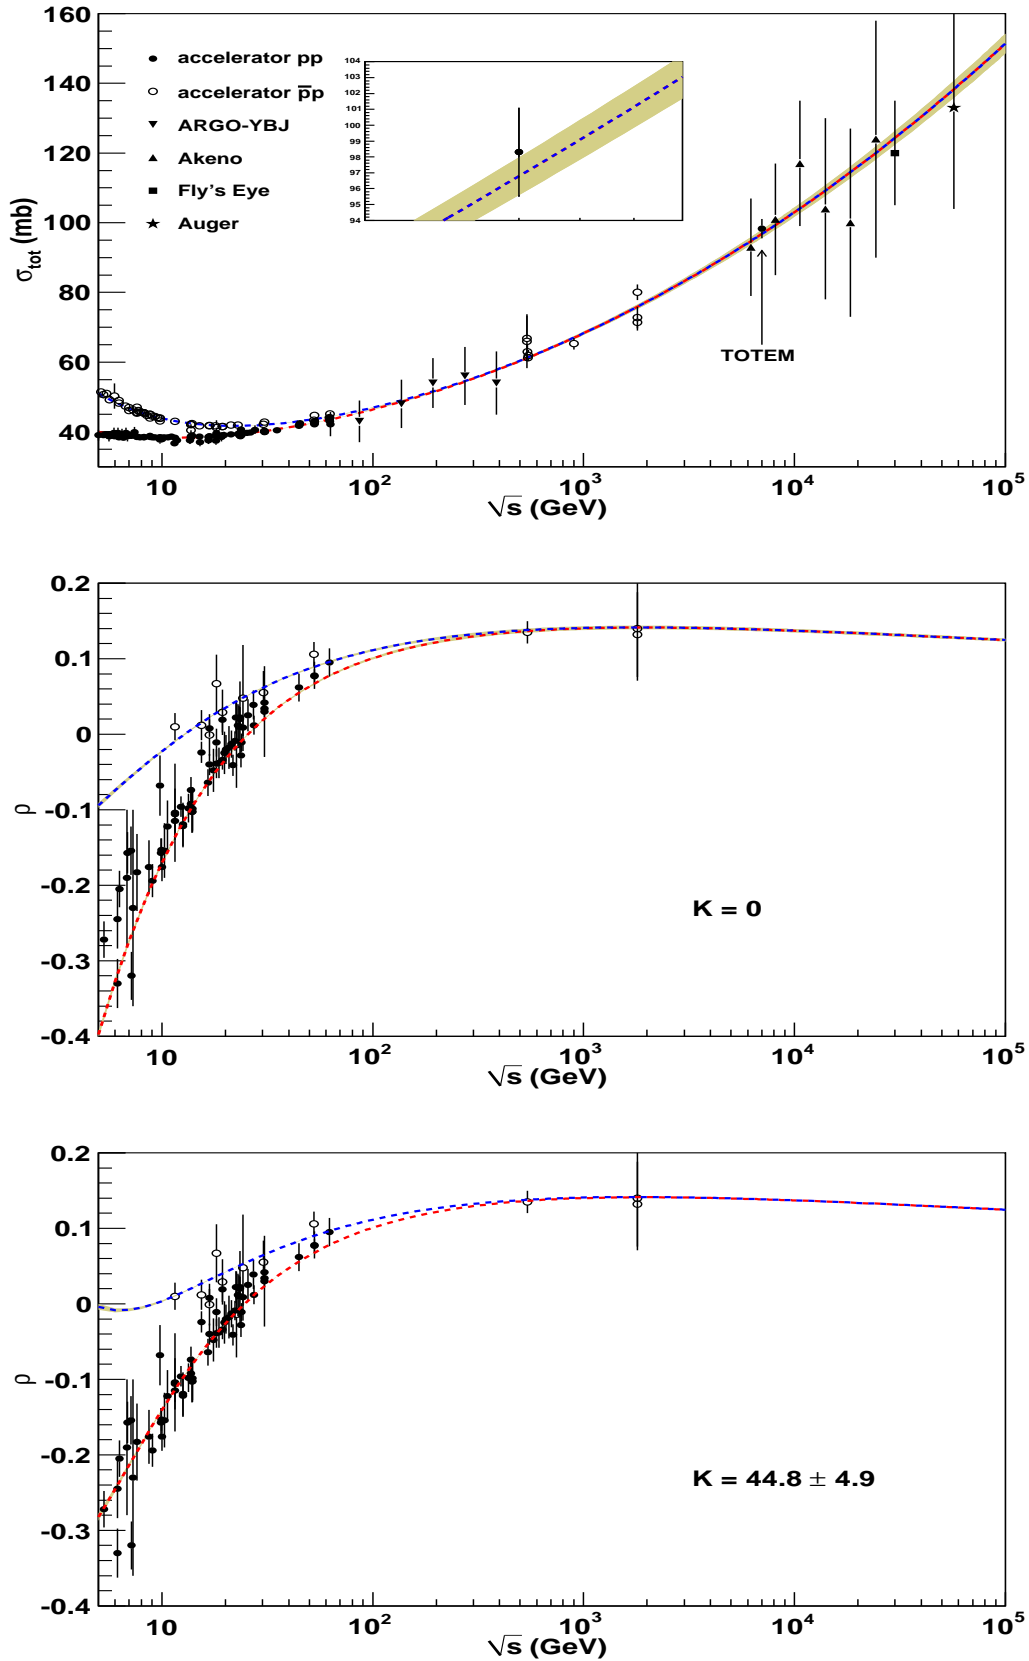 160
140
120
100
80
60
40
σtot (mb)
accelerator pp
accelerator p̅p
ARGO-YBJ
Akeno
Fly's Eye
Auger
104
103
102
101
100
99
98
97
96
95
94
TOTEM
10 10² 10³ 10⁴ 10⁵
√s (GeV)
0.2
0.1
0
-0.1
-0.2
-0.3
-0.4
ρ
K = 0
10 10² 10³ 10⁴ 10⁵
√s (GeV)
0.2
0.1
0
-0.1
-0.2
-0.3
-0.4
ρ
K = 44.8 ± 4.9
10 10² 10³ 10⁴ 10⁵
√s (GeV)